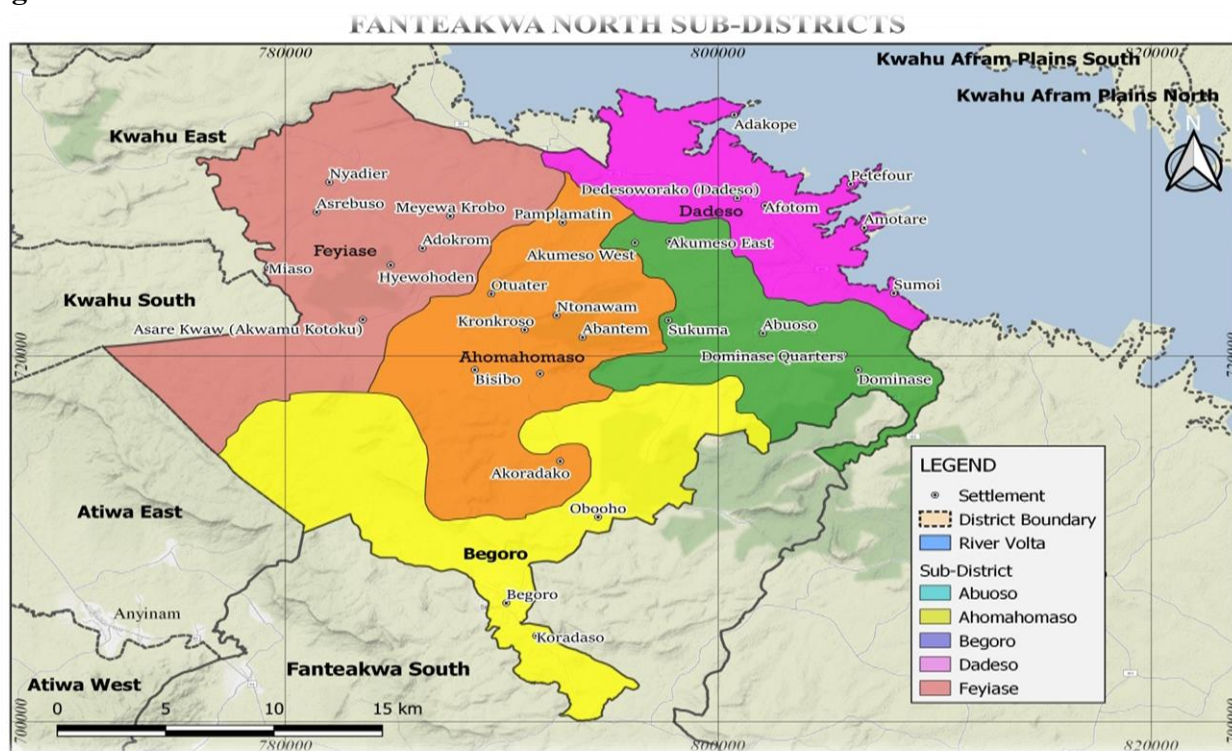 FANTEAKWA NORTH SUB-DISTRICTS
780000
800000
820000
Kwahu Afram Plains South
Kwahu Afram Plains North
N
Kwahu East
Adakope
Nyadier
Petefour
Dedesoworako (Dadeso)
Asrebuso
Meyewa Krobo
Pamplamatin
Dadeso
Afotom
Amotare
Feyiase
Adokrom
Akumeso East
Akumeso West
Miaso
Hyewohoden
Kwahu South
Otuater
Sumoi
Ntonawam
Asare Kwaw (Akwamu Kotoku)
Kronkroso
Abantem
Sukuma
Abuoso
Ahomahomaso
Dominase Quarters
Bisibo
Dominase
Akoradako
Obooho
Atiwa East
Begoro
Begoro
Anyinam
Koradaso
Fanteakwa South
Atiwa West
0 5 10 15 km
LEGEND
Settlement
District Boundary
River Volta
Sub-District
Abuoso
Ahomahomaso
Begoro
Dadeso
Feyiase
700000
780000
800000
820000